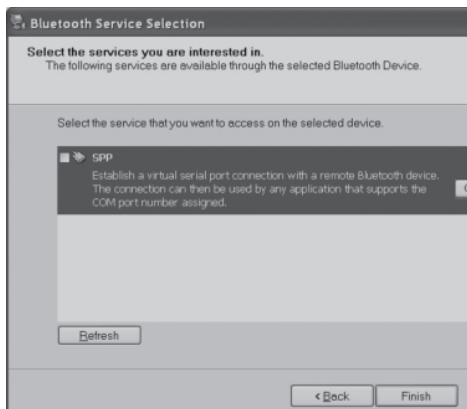 Bluetooth Service Selection
Select the services you are interested in.
The following services are available through the selected Bluetooth Device.
Select the service that you want to access on the selected device.
SPP
Establish a virtual serial port connection with a remote Bluetooth device.
The connection can then be used by any application that supports the
COM port number assigned.
Refresh
< Back Finish